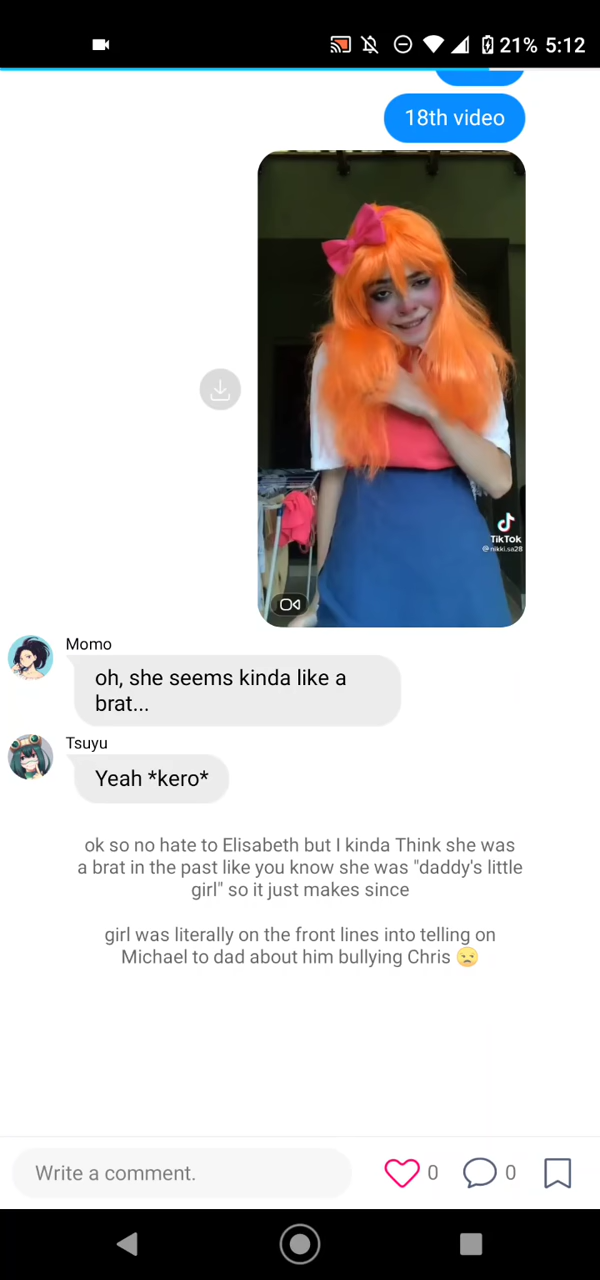 21% 5:12
18th video
TikTok
@nikki.sa28
Momo
oh, she seems kinda like a
brat...
Tsuyu
Yeah *kero*
ok so no hate to Elisabeth but I kinda Think she was
a brat in the past like you know she was "daddy's little
girl" so it just makes since
girl was literally on the front lines into telling on
Michael to dad about him bullying Chris 😒
Write a comment.
0
0